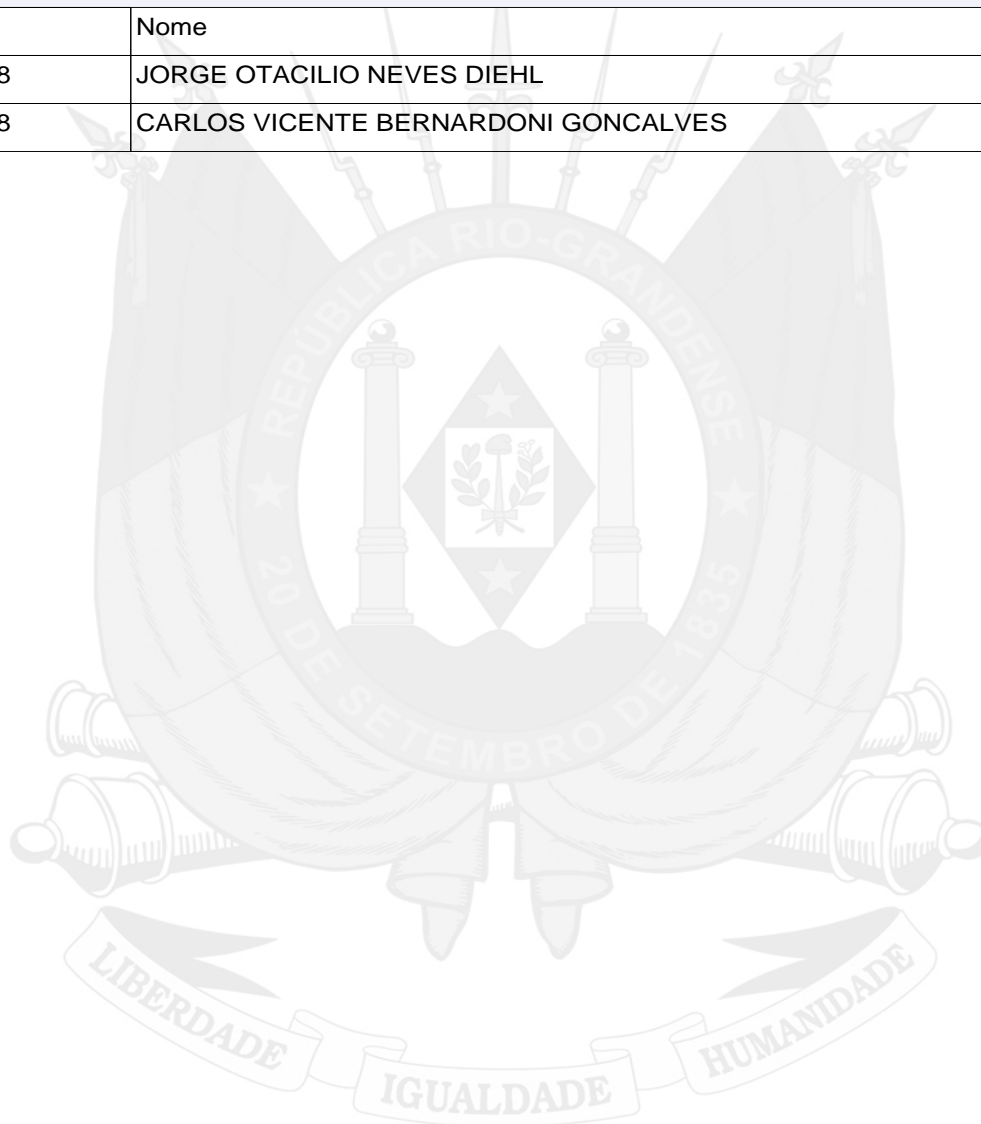 Nome
8 JORGE OTACILIO NEVES DIEHL
8 CARLOS VICENTE BERNARDONI GONCALVES
REPÚBLICA RIO-GRANDENSE
★ 20 DE SETEMBRO DE 1835 ★
LIBERDADE IGUALDADE HUMANIDADE